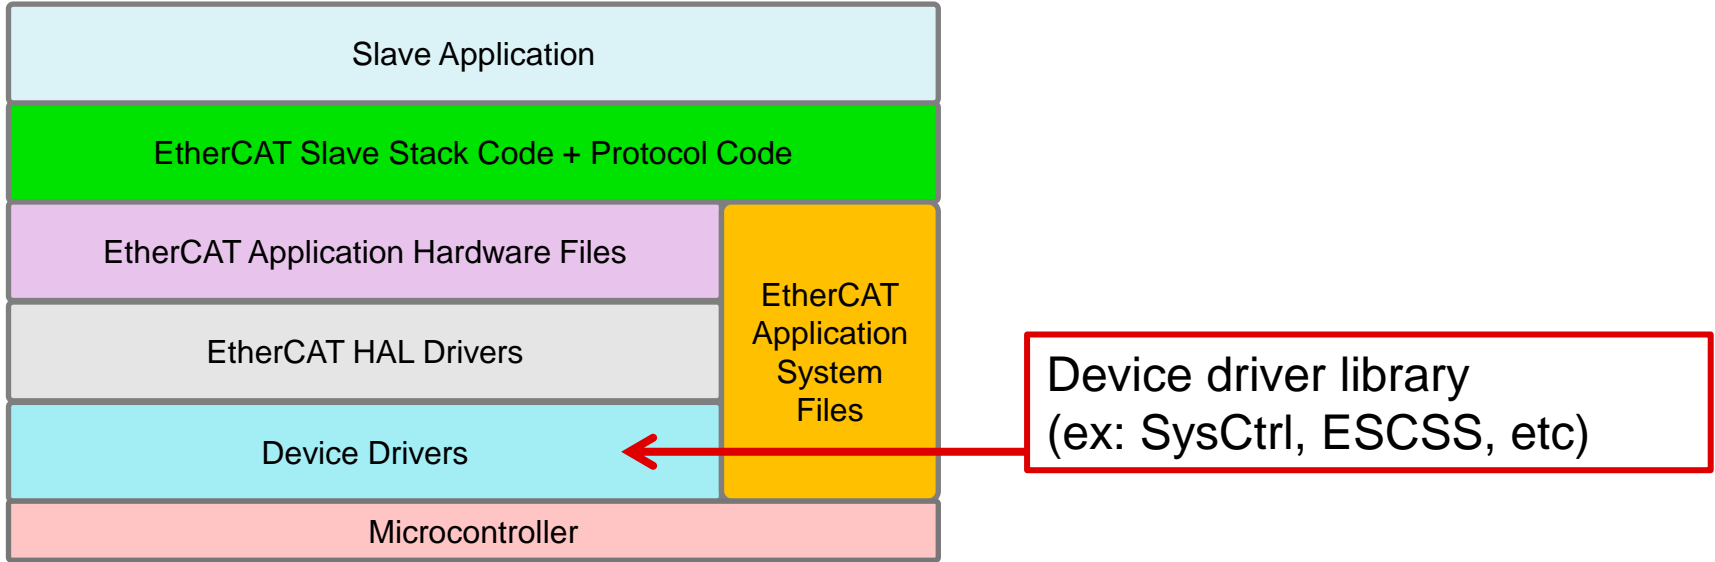 Slave Application
EtherCAT Slave Stack Code + Protocol Code
EtherCAT Application Hardware Files
EtherCAT HAL Drivers
Device Drivers
EtherCAT
Application
System
Files
Microcontroller
Device driver library
(ex: SysCtrl, ESCSS, etc)